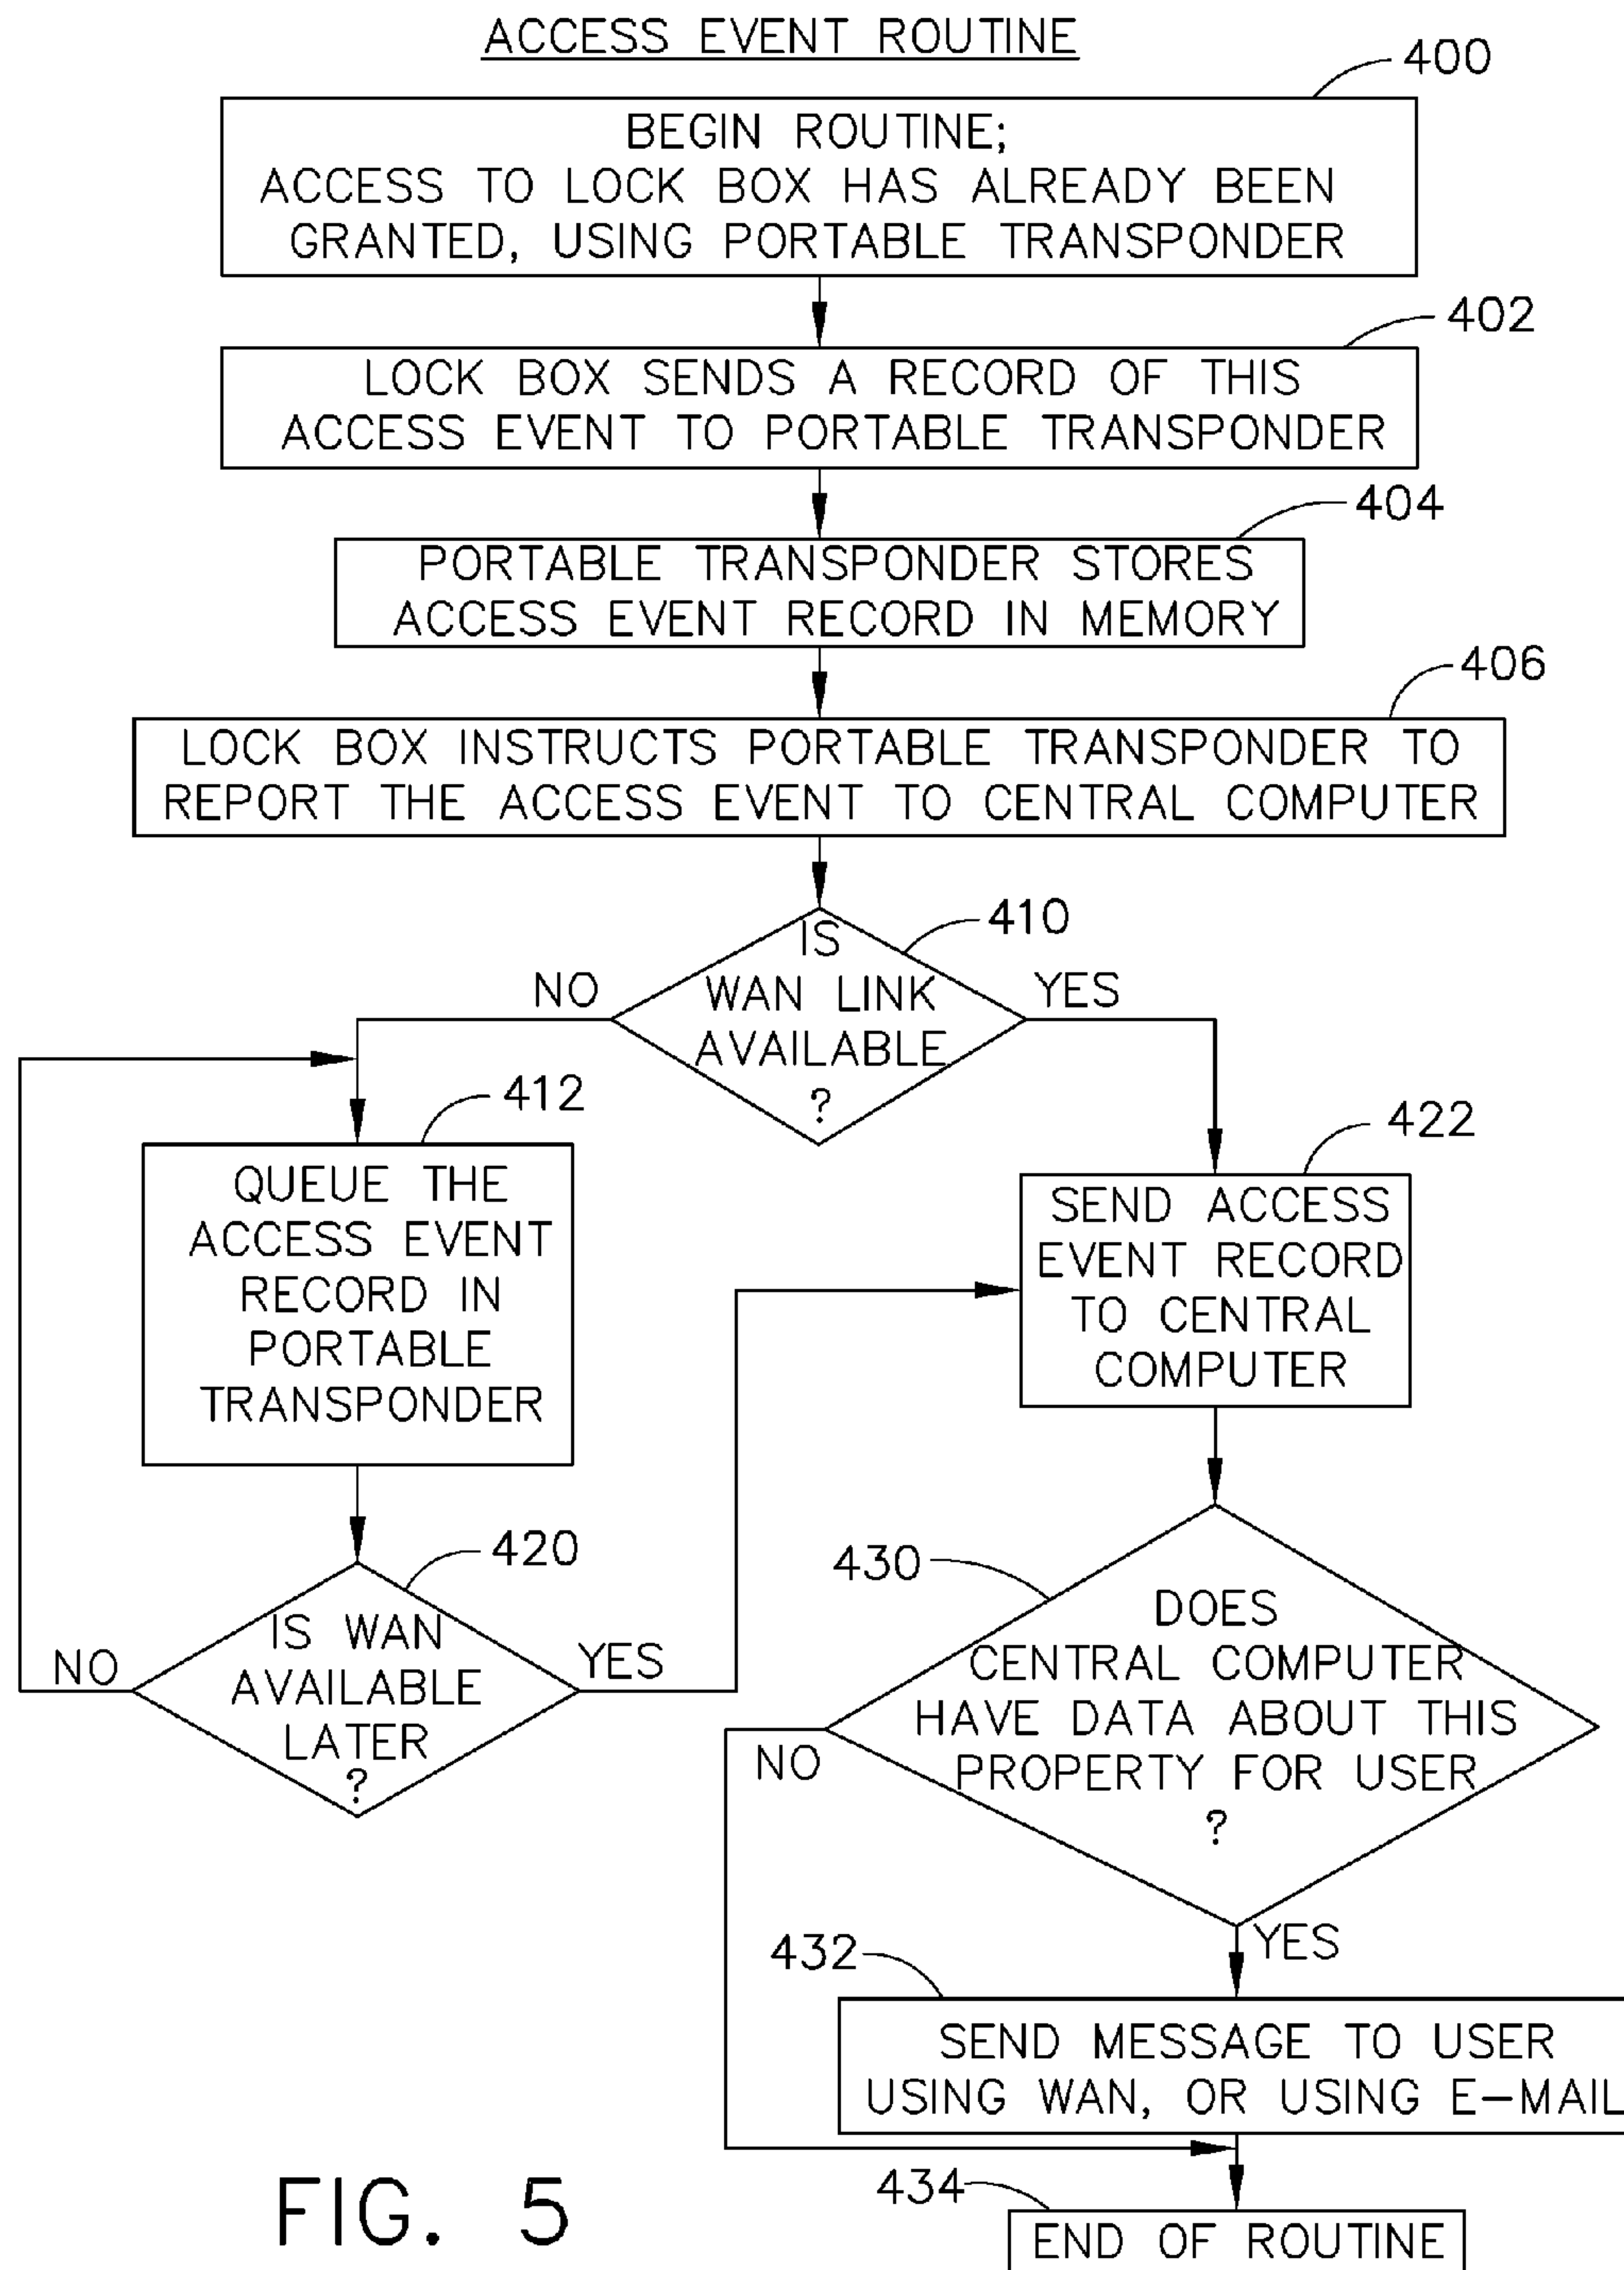 ACCESS EVENT ROUTINE
400
BEGIN ROUTINE;
ACCESS TO LOCK BOX HAS ALREADY BEEN
GRANTED, USING PORTABLE TRANSPONDER
402
LOCK BOX SENDS A RECORD OF THIS
ACCESS EVENT TO PORTABLE TRANSPONDER
404
PORTABLE TRANSPONDER STORES
ACCESS EVENT RECORD IN MEMORY
406
LOCK BOX INSTRUCTS PORTABLE TRANSPONDER TO
REPORT THE ACCESS EVENT TO CENTRAL COMPUTER
410
IS
WAN LINK
AVAILABLE
?
NO
YES
412
QUEUE THE
ACCESS EVENT
RECORD IN
PORTABLE
TRANSPONDER
422
SEND ACCESS
EVENT RECORD
TO CENTRAL
COMPUTER
420
IS WAN
AVAILABLE
LATER
?
NO
YES
430
DOES
CENTRAL COMPUTER
HAVE DATA ABOUT THIS
PROPERTY FOR USER
?
NO
YES
432
SEND MESSAGE TO USER
USING WAN, OR USING E-MAIL
434
END OF ROUTINE
FIG. 5